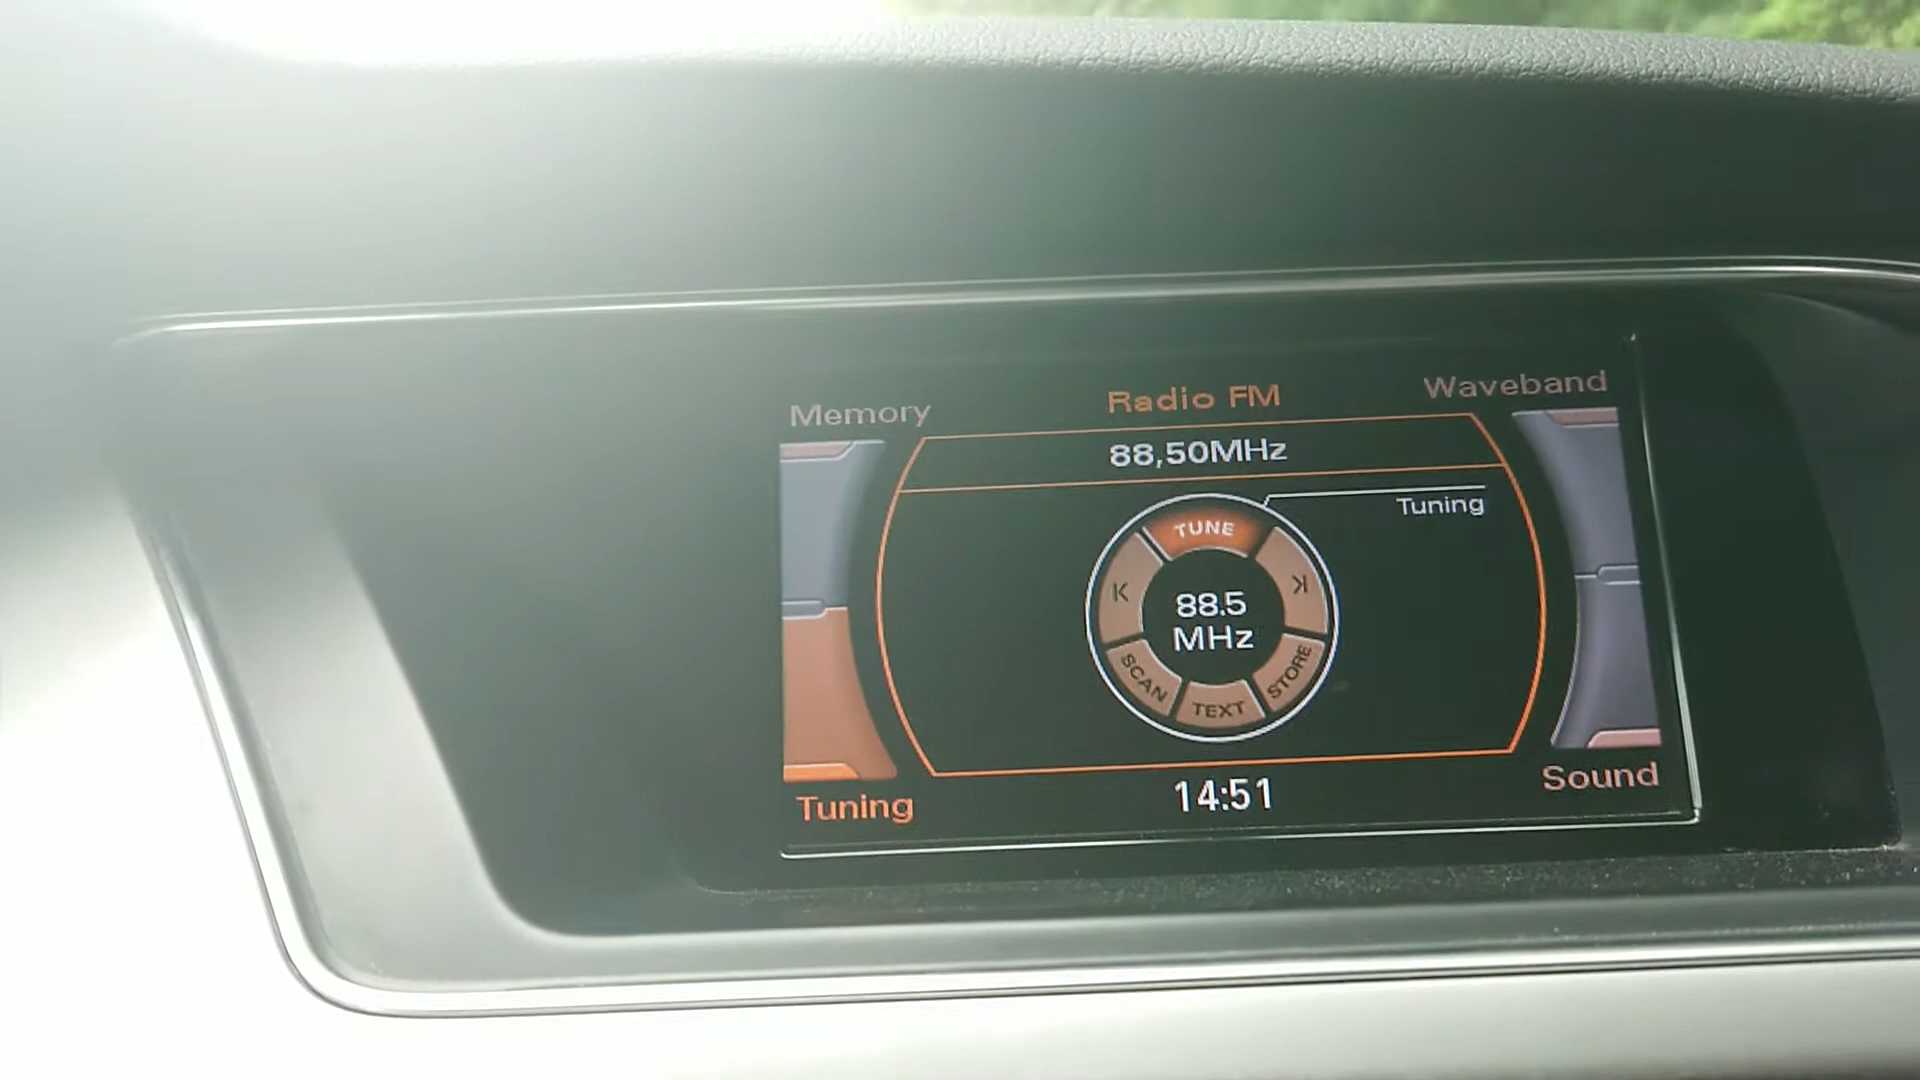 Memory
Radio FM
Waveband
88,50MHz
Tuning
TUNE
88.5
MHz
SCAN
TEXT
STORE
Tuning
14:51
Sound